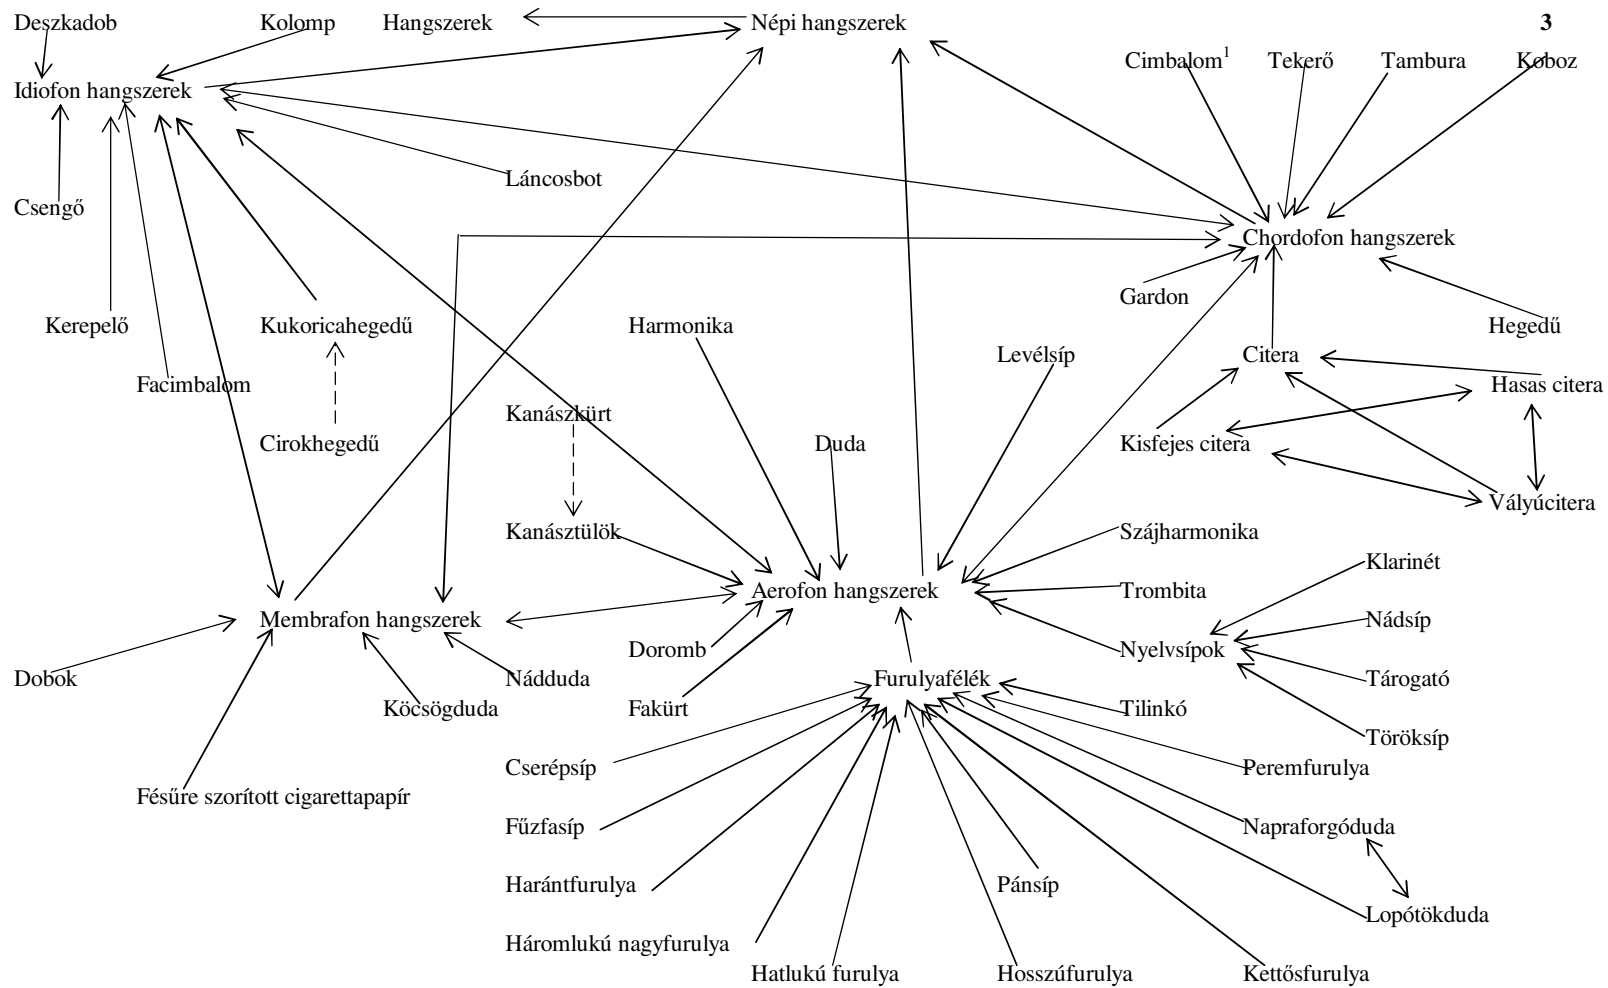 Deszkadob Kolomp Hangszerek Népi hangszerek 3
Cimbalom¹ Tekerő Tambura Koboz
Idiofon hangszerek
Láncosbot
Csengő
Chordofon hangszerek
Gardon
Kerepelő Kukoricahegedű Harmonika Hegedű
Levélsíp Citera
Facimbalom Hasas citera
Kanászkürt
Cirokhegedű Duda Kisfejes citera
Vályúcitera
Kanásztülök Szájharmonika
Klarinét
Aerofon hangszerek Trombita
Membrafon hangszerek Nádsíp
Doromb Nyelvsípok
Dobok Nádduda Furulyafélék Tárogató
Köcsögduda Fakürt Tilinkó
Töröksíp
Cserépsíp Peremfurulya
Fésűre szorított cigarettapapír
Fűzfasíp Napraforgóduda
Harántfurulya Pánsíp
Lopótökduda
Háromlukú nagyfurulya
Hatlukú furulya Hosszúfurulya Kettősfurulya